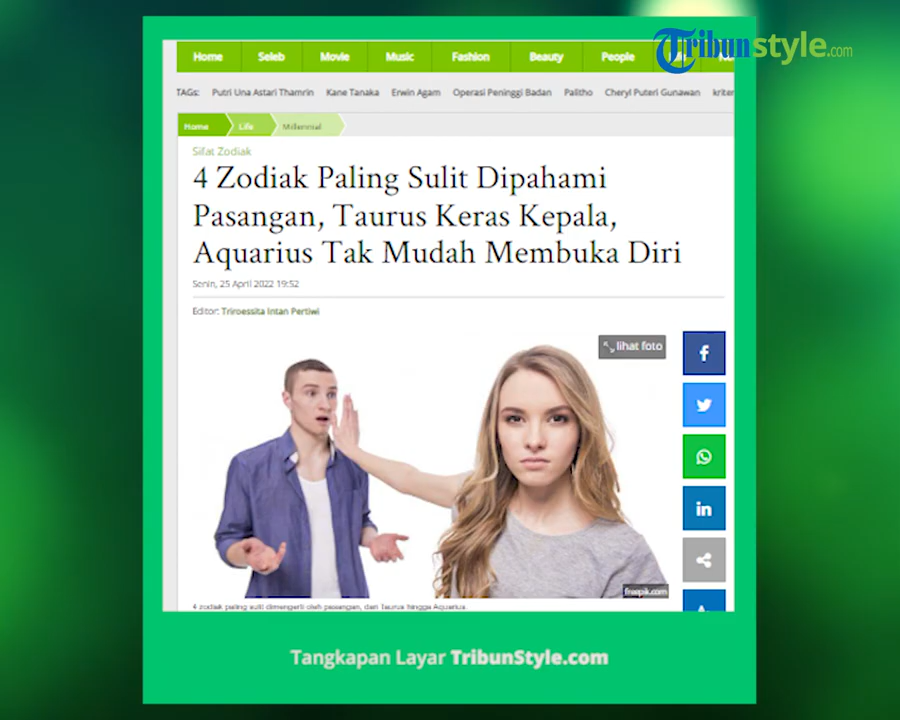 Tribunstyle.com
Home Seleb Movie Music Fashion Beauty People
TAGs: Putri Una Astari Thamrin Kane Tanaka Erwin Agam Operasi Peninggi Badan Palitho Cheryl Puteri Gunawan kriter
Home Life Millennial
Sifat Zodiak
4 Zodiak Paling Sulit Dipahami
Pasangan, Taurus Keras Kepala,
Aquarius Tak Mudah Membuka Diri
Senin, 25 April 2022 19:52
Editor: Triroessita Intan Pertiwi
lihat foto
freepik.com
4 zodiak paling sulit dimengerti oleh pasangan, dari Taurus hingga Aquarius.
Tangkapan Layar TribunStyle.com